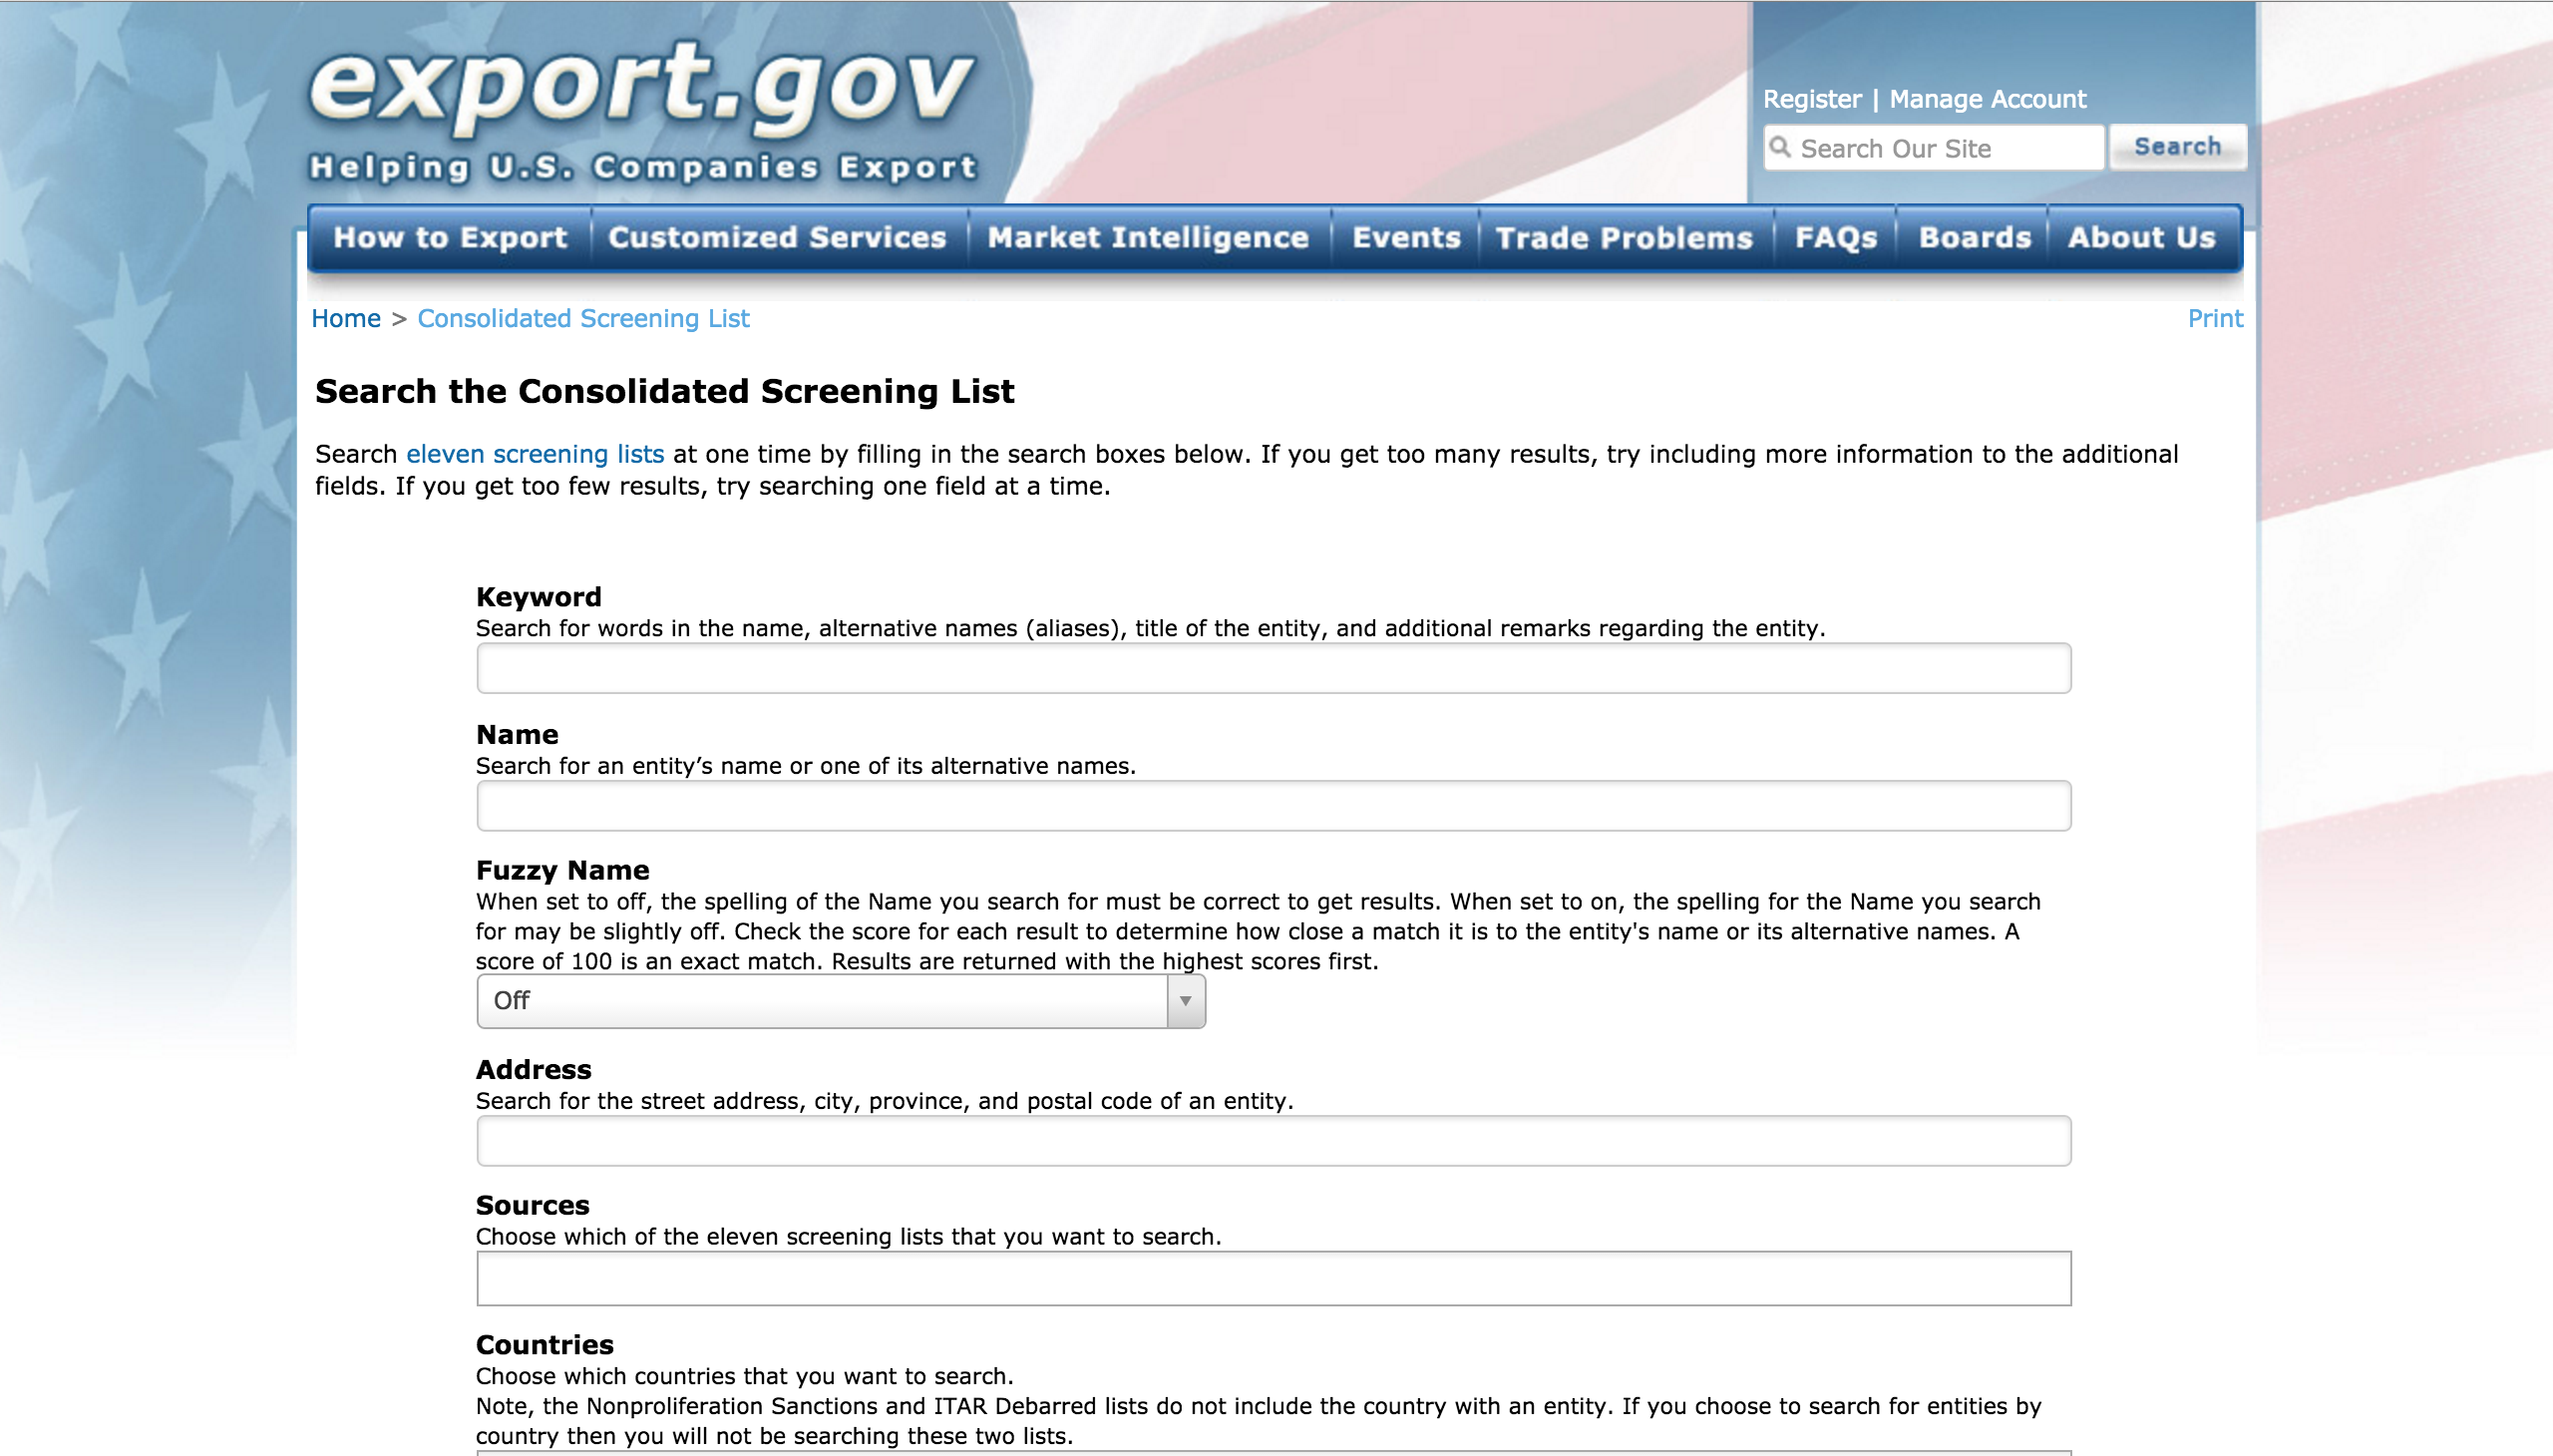 export.gov
Helping U.S. Companies Export
Register | Manage Account
Search Our Site
Search
How to Export
Customized Services
Market Intelligence
Events
Trade Problems
FAQs
Boards
About Us
Home > Consolidated Screening List
Print
Search the Consolidated Screening List
Search eleven screening lists at one time by filling in the search boxes below. If you get too many results, try including more information to the additional
fields. If you get too few results, try searching one field at a time.
Keyword
Search for words in the name, alternative names (aliases), title of the entity, and additional remarks regarding the entity.
Name
Search for an entity’s name or one of its alternative names.
Fuzzy Name
When set to off, the spelling of the Name you search for must be correct to get results. When set to on, the spelling for the Name you search
for may be slightly off. Check the score for each result to determine how close a match it is to the entity's name or its alternative names. A
score of 100 is an exact match. Results are returned with the highest scores first.
Off
Address
Search for the street address, city, province, and postal code of an entity.
Sources
Choose which of the eleven screening lists that you want to search.
Countries
Choose which countries that you want to search.
Note, the Nonproliferation Sanctions and ITAR Debarred lists do not include the country with an entity. If you choose to search for entities by
country then you will not be searching these two lists.